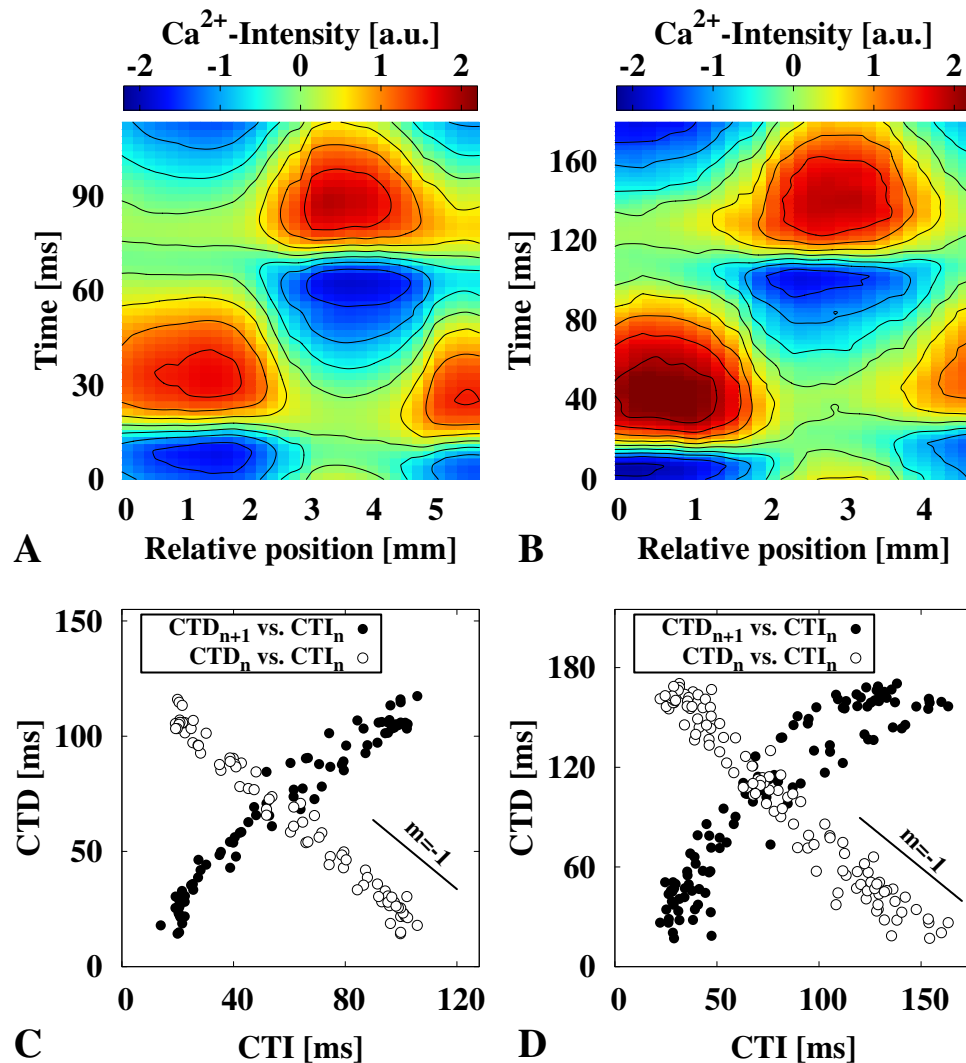 Ca2+-Intensity [a.u.]
-2 -1 0 1 2
Time [ms]
90
60
30
0
0 1 2 3 4 5
Relative position [mm]
A
Ca2+-Intensity [a.u.]
-2 -1 0 1 2
Time [ms]
160
120
80
40
0
0 1 2 3 4
Relative position [mm]
B
CTDn+1 vs. CTIn
CTDn vs. CTIn
m=-1
CTD [ms]
150
100
50
0
0 40 80 120
CTI [ms]
C
CTDn+1 vs. CTIn
CTDn vs. CTIn
m=-1
CTD [ms]
180
120
60
0
0 50 100 150
CTI [ms]
D